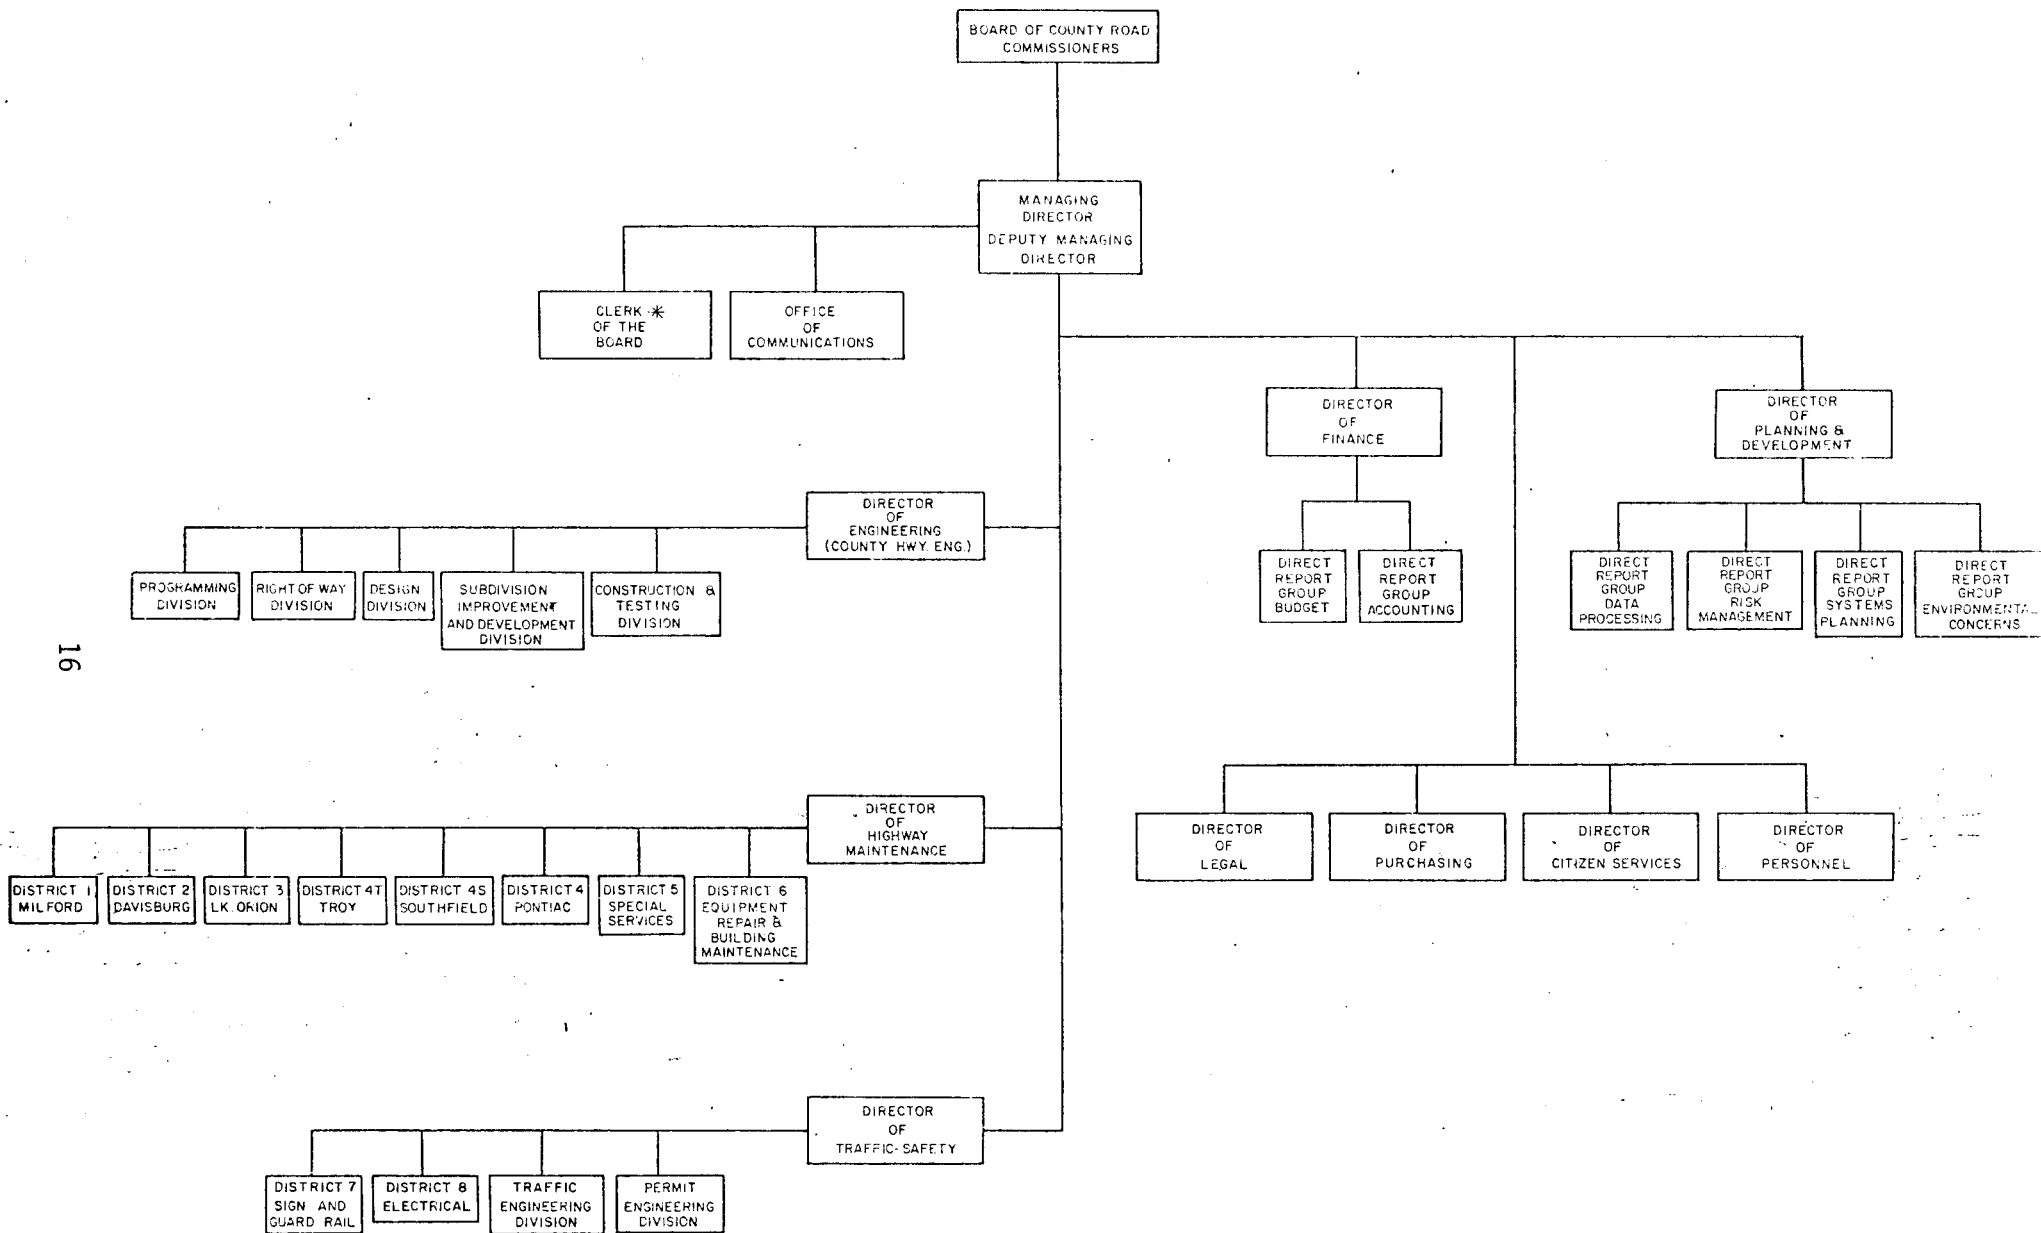 BOARD OF COUNTY ROAD
COMMISSIONERS
MANAGING
DIRECTOR
DEPUTY MANAGING
DIRECTOR
CLERK *
OF THE
BOARD
OFFICE
OF
COMMUNICATIONS
DIRECTOR
OF
FINANCE
DIRECTOR
OF
PLANNING &
DEVELOPMENT
DIRECT
REPORT
GROUP
BUDGET
DIRECT
REPORT
GROUP
ACCOUNTING
DIRECT
REPORT
GROUP
DATA
PROCESSING
DIRECT
REPORT
GROUP
RISK
MANAGEMENT
DIRECT
REPORT
GROUP
SYSTEMS
PLANNING
DIRECT
REPORT
GROUP
ENVIRONMENTAL
CONCERNS
DIRECTOR
OF
ENGINEERING
(COUNTY HWY. ENG.)
PROGRAMMING
DIVISION
RIGHT OF WAY
DIVISION
DESIGN
DIVISION
SUBDIVISION
IMPROVEMENT
AND DEVELOPMENT
DIVISION
CONSTRUCTION &
TESTING
DIVISION
16
DIRECTOR
OF
HIGHWAY
MAINTENANCE
DISTRICT 1
MILFORD
DISTRICT 2
DAVISBURG
DISTRICT 3
LK. ORION
DISTRICT 4T
TROY
DISTRICT 4S
SOUTHFIELD
DISTRICT 4
PONTIAC
DISTRICT 5
SPECIAL
SERVICES
DISTRICT 6
EQUIPMENT
REPAIR &
BUILDING
MAINTENANCE
DIRECTOR
OF
LEGAL
DIRECTOR
OF
PURCHASING
DIRECTOR
OF
CITIZEN SERVICES
DIRECTOR
OF
PERSONNEL
DIRECTOR
OF
TRAFFIC-SAFETY
DISTRICT 7
SIGN AND
GUARD RAIL
DISTRICT 8
ELECTRICAL
TRAFFIC
ENGINEERING
DIVISION
PERMIT
ENGINEERING
DIVISION